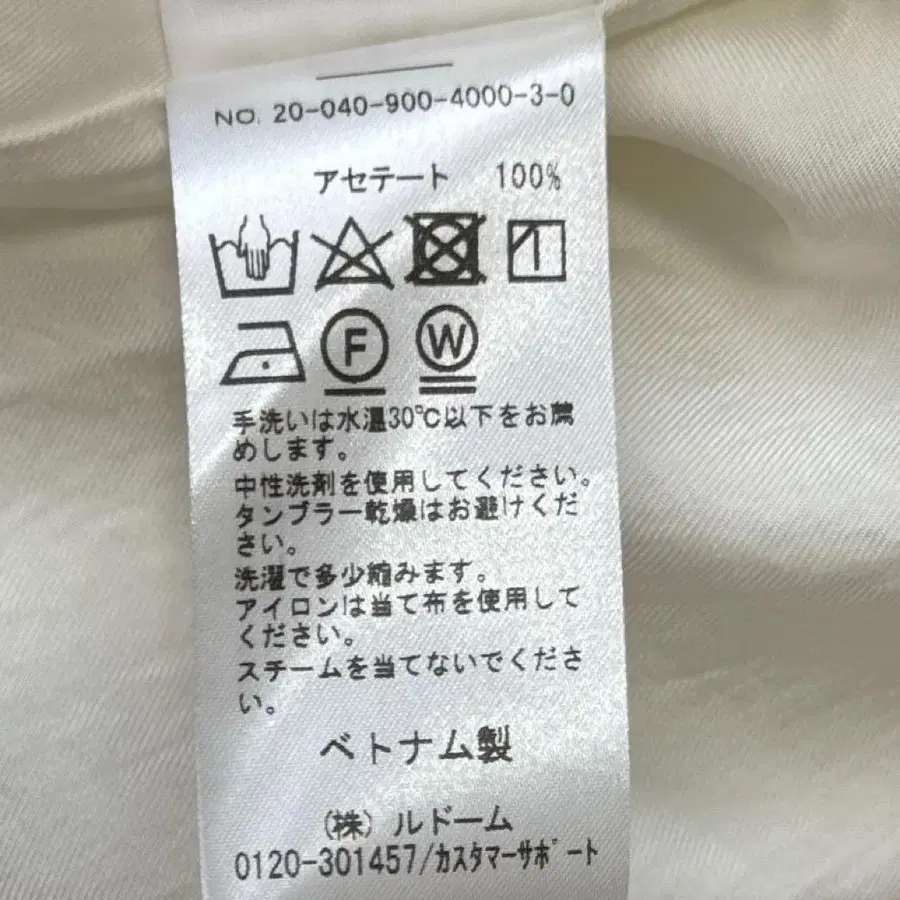 NO. 20-040-900-4000-3-0
アセテート 100%
F W
手洗いは水温30℃以下をお薦
めします。
中性洗剤を使用してください。
タンブラー乾燥はお避けくだ
さい。
洗濯で多少縮みます。
アイロンは当て布を使用して
ください。
スチームを当てないでくださ
い。
ベトナム製
(株)ルドーム
0120-301457/カスタマーサポート